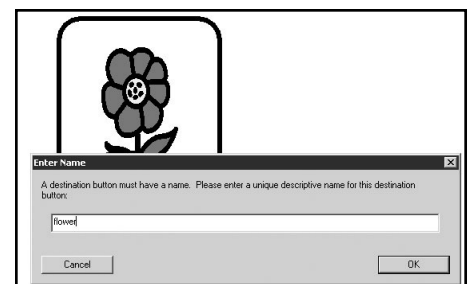 Enter Name
A destination button must have a name. Please enter a unique descriptive name for this destination
button:
flower
Cancel
OK